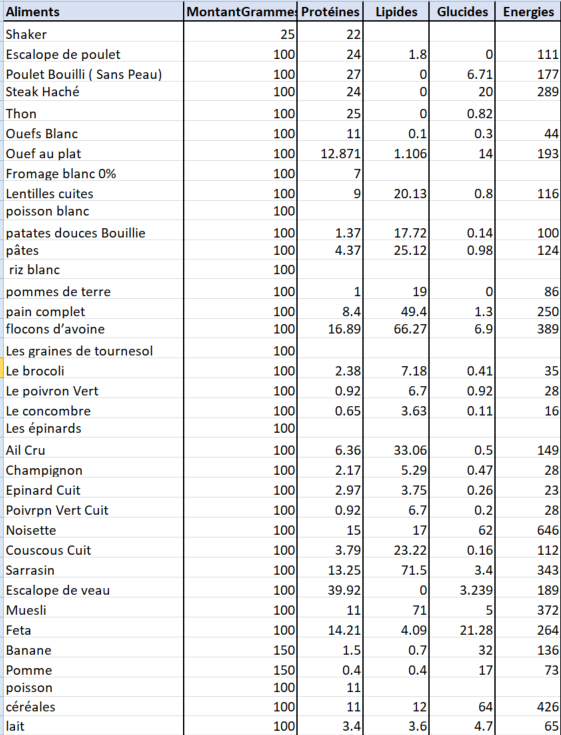 Aliments MontantGrammes Protéines Lipides Glucides Energies
Shaker 25 22
Escalope de poulet 100 24 1.8 0 111
Poulet Bouilli ( Sans Peau) 100 27 0 6.71 177
Steak Haché 100 24 0 20 289
Thon 100 25 0 0.82
Ouefs Blanc 100 11 0.1 0.3 44
Ouef au plat 100 12.871 1.106 14 193
Fromage blanc 0% 100 7
Lentilles cuites 100 9 20.13 0.8 116
poisson blanc 100
patates douces Bouillie 100 1.37 17.72 0.14 100
pâtes 100 4.37 25.12 0.98 124
riz blanc 100
pommes de terre 100 1 19 0 86
pain complet 100 8.4 49.4 1.3 250
flocons d’avoine 100 16.89 66.27 6.9 389
Les graines de tournesol 100
Le brocoli 100 2.38 7.18 0.41 35
Le poivron Vert 100 0.92 6.7 0.92 28
Le concombre 100 0.65 3.63 0.11 16
Les épinards 100
Ail Cru 100 6.36 33.06 0.5 149
Champignon 100 2.17 5.29 0.47 28
Epinard Cuit 100 2.97 3.75 0.26 23
Poivrpn Vert Cuit 100 0.92 6.7 0.2 28
Noisette 100 15 17 62 646
Couscous Cuit 100 3.79 23.22 0.16 112
Sarrasin 100 13.25 71.5 3.4 343
Escalope de veau 100 39.92 0 3.239 189
Muesli 100 11 71 5 372
Feta 100 14.21 4.09 21.28 264
Banane 150 1.5 0.7 32 136
Pomme 150 0.4 0.4 17 73
poisson 100 11
céréales 100 11 12 64 426
lait 100 3.4 3.6 4.7 65